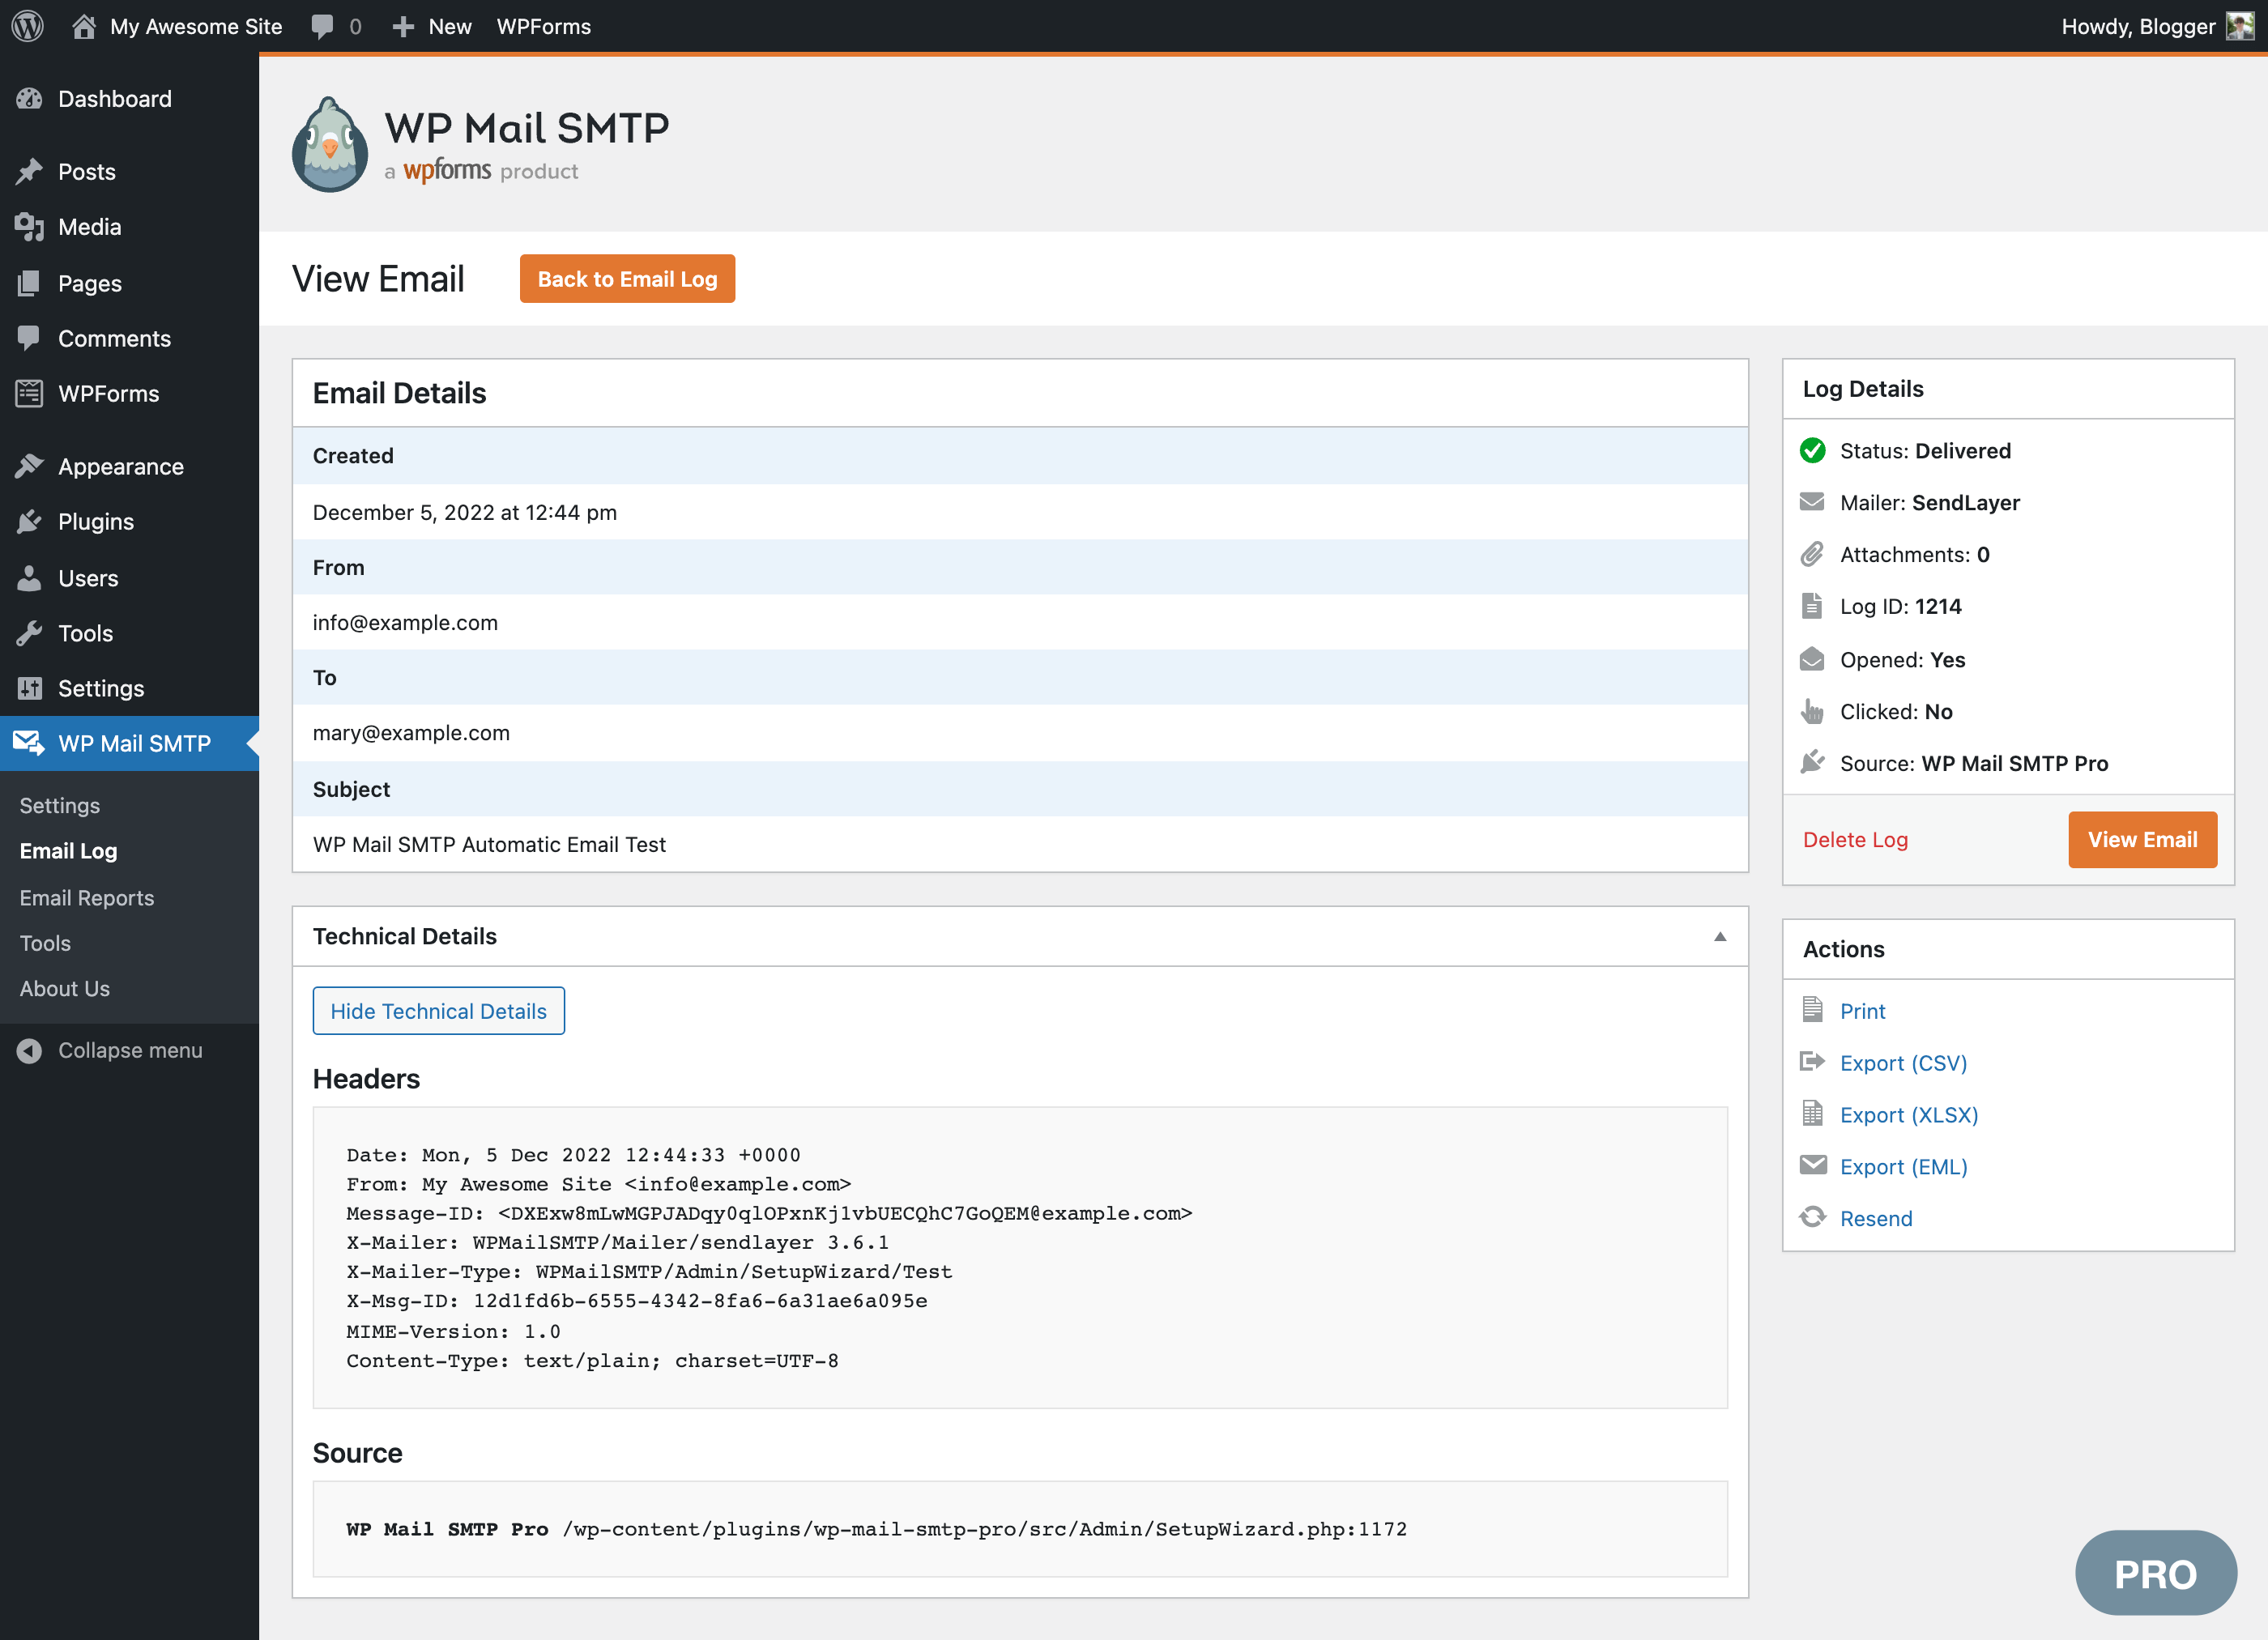 My Awesome Site 0 New WPForms Howdy, Blogger
Dashboard
Posts
Media
Pages
Comments
WPForms
Appearance
Plugins
Users
Tools
Settings
WP Mail SMTP
Settings
Email Log
Email Reports
Tools
About Us
Collapse menu
WP Mail SMTP
a wpforms product
View Email
Back to Email Log
Email Details
Created
December 5, 2022 at 12:44 pm
From
info@example.com
To
mary@example.com
Subject
WP Mail SMTP Automatic Email Test
Technical Details
Hide Technical Details
Headers
Date: Mon, 5 Dec 2022 12:44:33 +0000
From: My Awesome Site <info@example.com>
Message-ID: <DXExw8mLwMGPJADqy0qlOPxnKj1vbUECQhC7GoQEM@example.com>
X-Mailer: WPMailSMTP/Mailer/sendlayer 3.6.1
X-Mailer-Type: WPMailSMTP/Admin/SetupWizard/Test
X-Msg-ID: 12d1fd6b-6555-4342-8fa6-6a31ae6a095e
MIME-Version: 1.0
Content-Type: text/plain; charset=UTF-8
Source
WP Mail SMTP Pro /wp-content/plugins/wp-mail-smtp-pro/src/Admin/SetupWizard.php:1172
Log Details
Status: Delivered
Mailer: SendLayer
Attachments: 0
Log ID: 1214
Opened: Yes
Clicked: No
Source: WP Mail SMTP Pro
Delete Log
View Email
Actions
Print
Export (CSV)
Export (XLSX)
Export (EML)
Resend
PRO